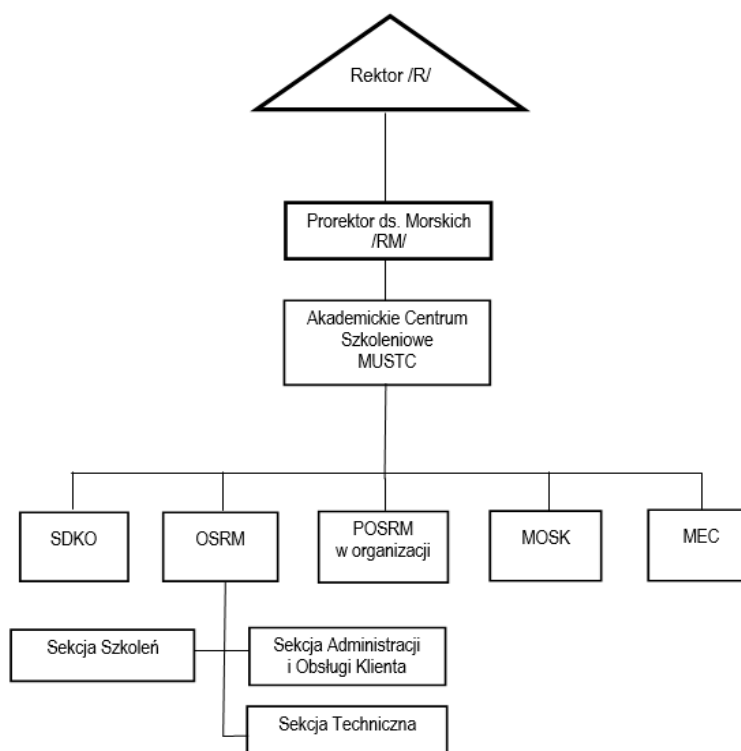 Rektor /R/
Prorektor ds. Morskich
/RM/
Akademickie Centrum
Szkoleniowe
MUSTC
SDKO
OSRM
POSRM
w organizacji
MOSK
MEC
Sekcja Szkoleń
Sekcja Administracji
i Obsługi Klienta
Sekcja Techniczna